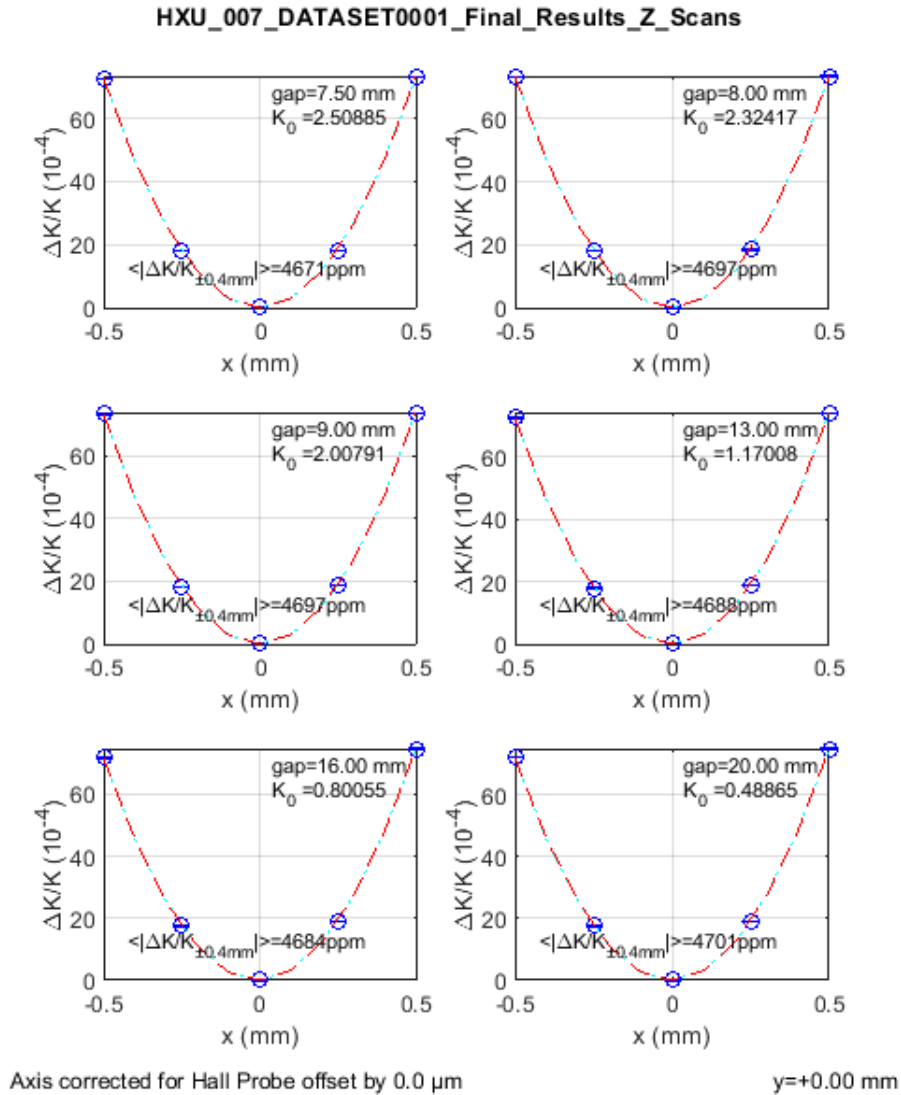 HXU_007_DATASET0001_Final_Results_Z_Scans
gap=7.50 mm
K0 =2.50885
<|ΔK/K±0.4mm|>=4671ppm
ΔK/K (10-4)
60
40
20
0
-0.5 0 0.5
x (mm)
gap=8.00 mm
K0 =2.32417
<|ΔK/K±0.4mm|>=4697ppm
ΔK/K (10-4)
60
40
20
0
-0.5 0 0.5
x (mm)
gap=9.00 mm
K0 =2.00791
<|ΔK/K±0.4mm|>=4697ppm
ΔK/K (10-4)
60
40
20
0
-0.5 0 0.5
x (mm)
gap=13.00 mm
K0 =1.17008
<|ΔK/K±0.4mm|>=4688ppm
ΔK/K (10-4)
60
40
20
0
-0.5 0 0.5
x (mm)
gap=16.00 mm
K0 =0.80055
<|ΔK/K±0.4mm|>=4684ppm
ΔK/K (10-4)
60
40
20
0
-0.5 0 0.5
x (mm)
gap=20.00 mm
K0 =0.48865
<|ΔK/K±0.4mm|>=4701ppm
ΔK/K (10-4)
60
40
20
0
-0.5 0 0.5
x (mm)
Axis corrected for Hall Probe offset by 0.0 μm
y=+0.00 mm